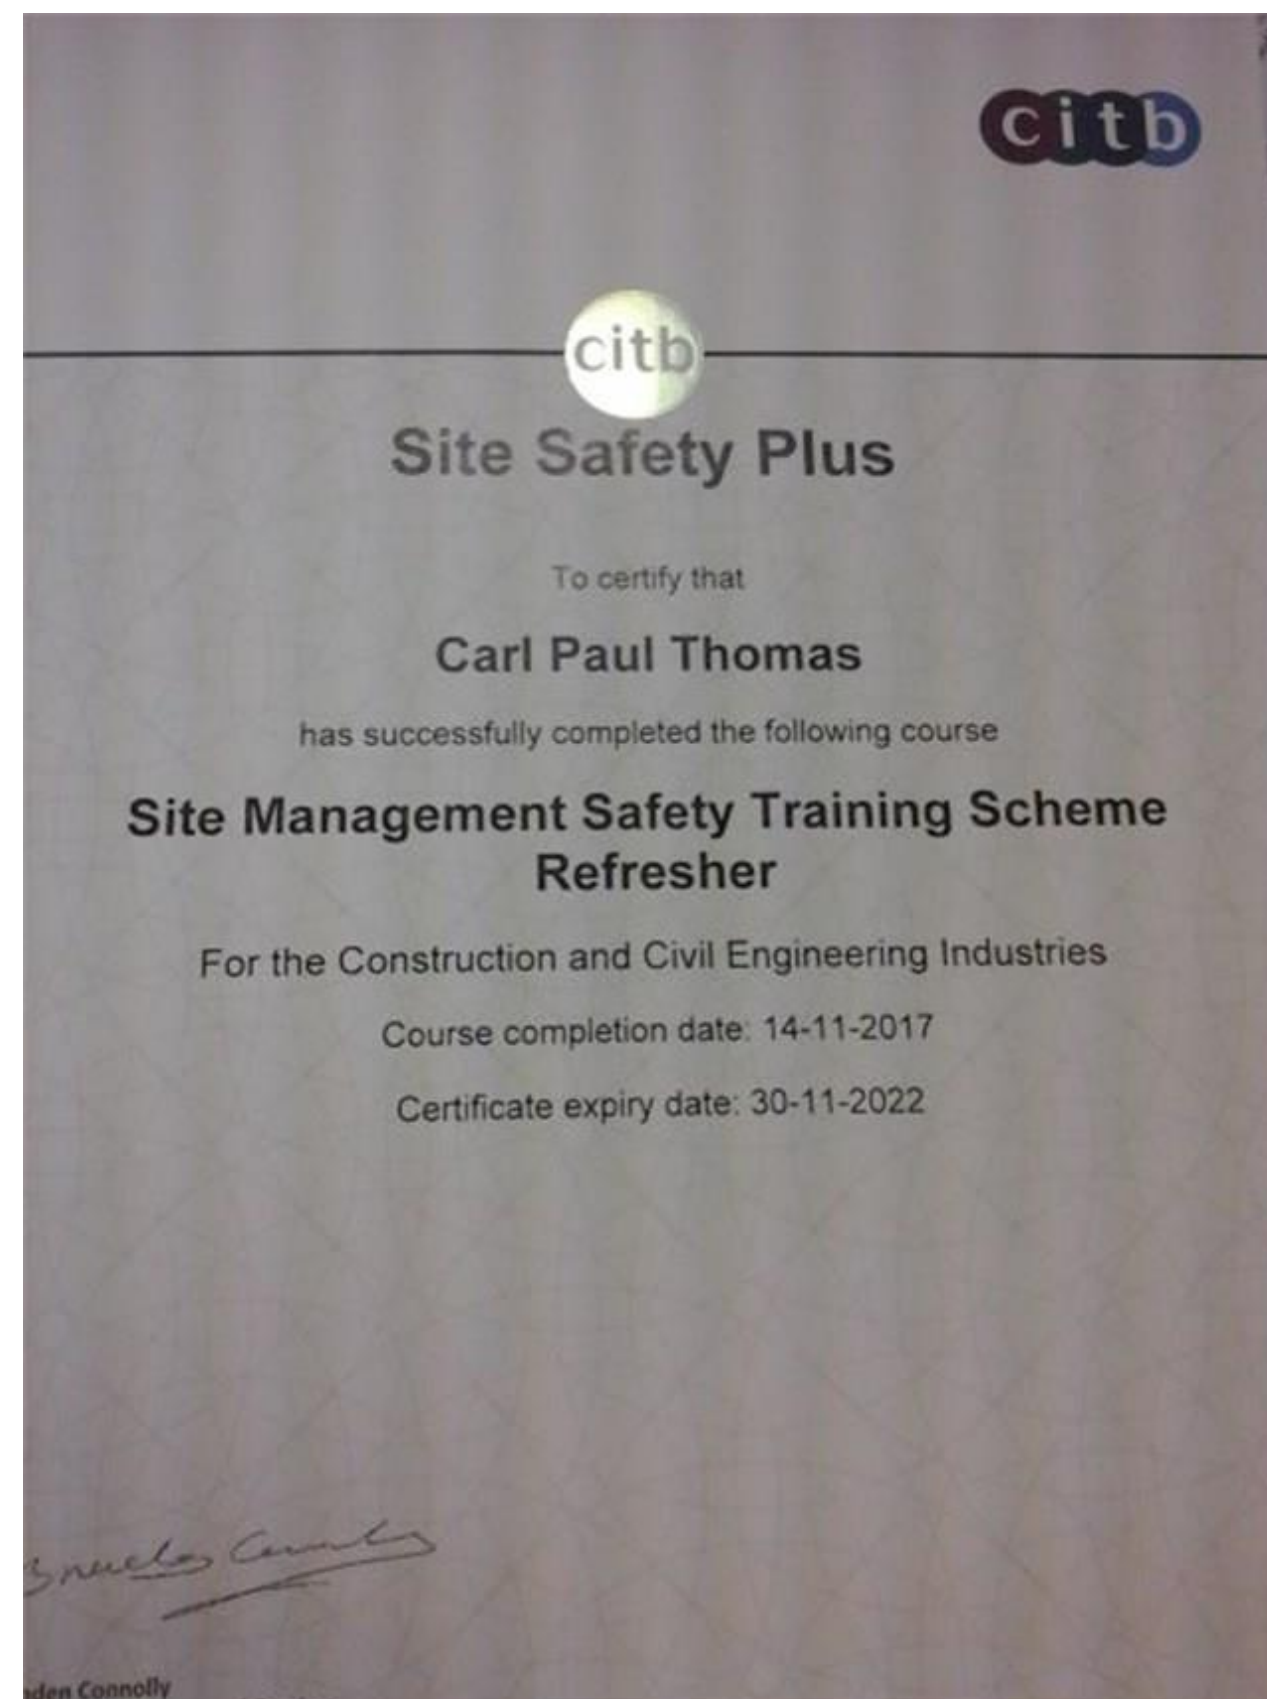 citb
citb
Site Safety Plus
To certify that
Carl Paul Thomas
has successfully completed the following course
Site Management Safety Training Scheme
Refresher
For the Construction and Civil Engineering Industries
Course completion date: 14-11-2017
Certificate expiry date: 30-11-2022
Connolly